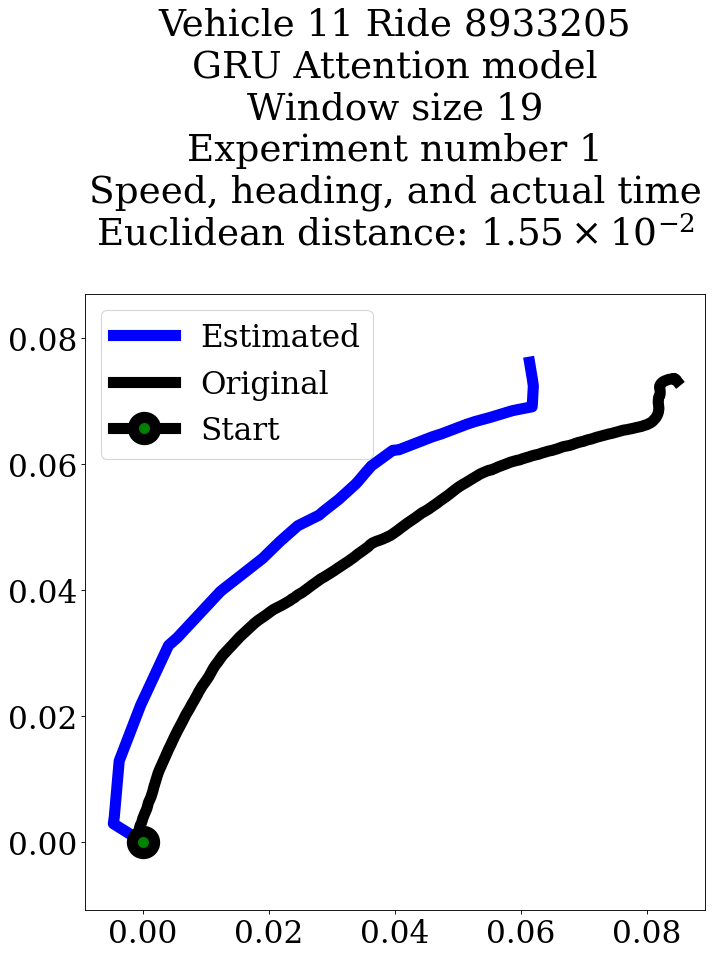 Vehicle 11 Ride 8933205
GRU Attention model
Window size 19
Experiment number 1
Speed, heading, and actual time
Euclidean distance: 1.55 × 10⁻²
Estimated
Original
Start
0.08
0.06
0.04
0.02
0.00
0.00 0.02 0.04 0.06 0.08